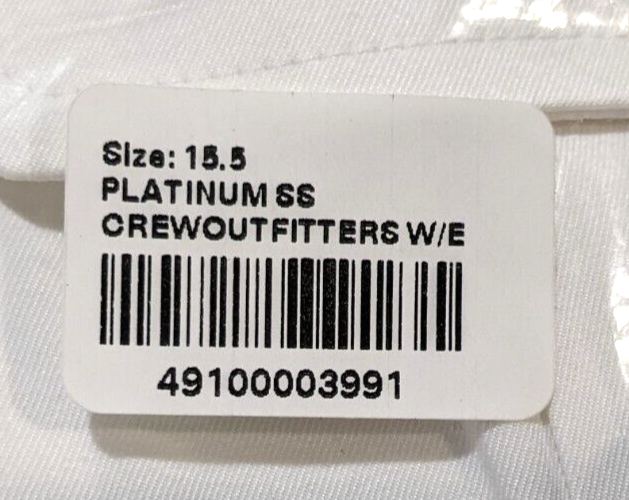 Size: 15.5
PLATINUM SS
CREWOUTFITTERS W/E
49100003991